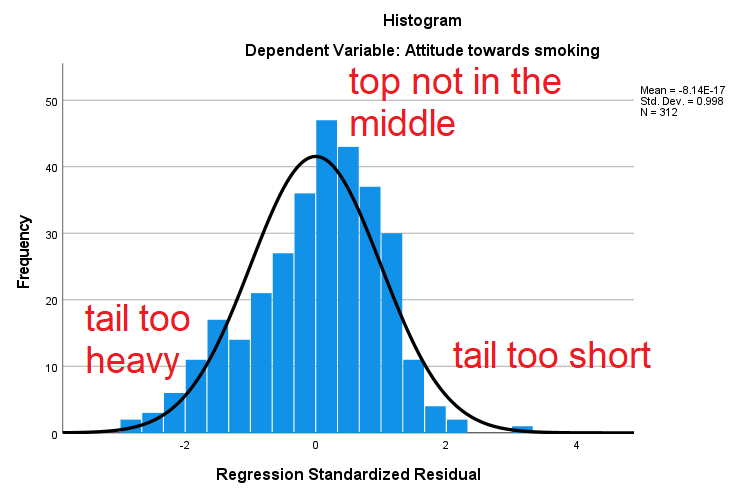 Histogram
Dependent Variable: Attitude towards smoking
top not in the
middle
Mean = -8.14E-17
Std. Dev. = 0.998
N = 312
50
40
30
20
10
0
Frequency
tail too
heavy
tail too short
-2
0
2
4
Regression Standardized Residual